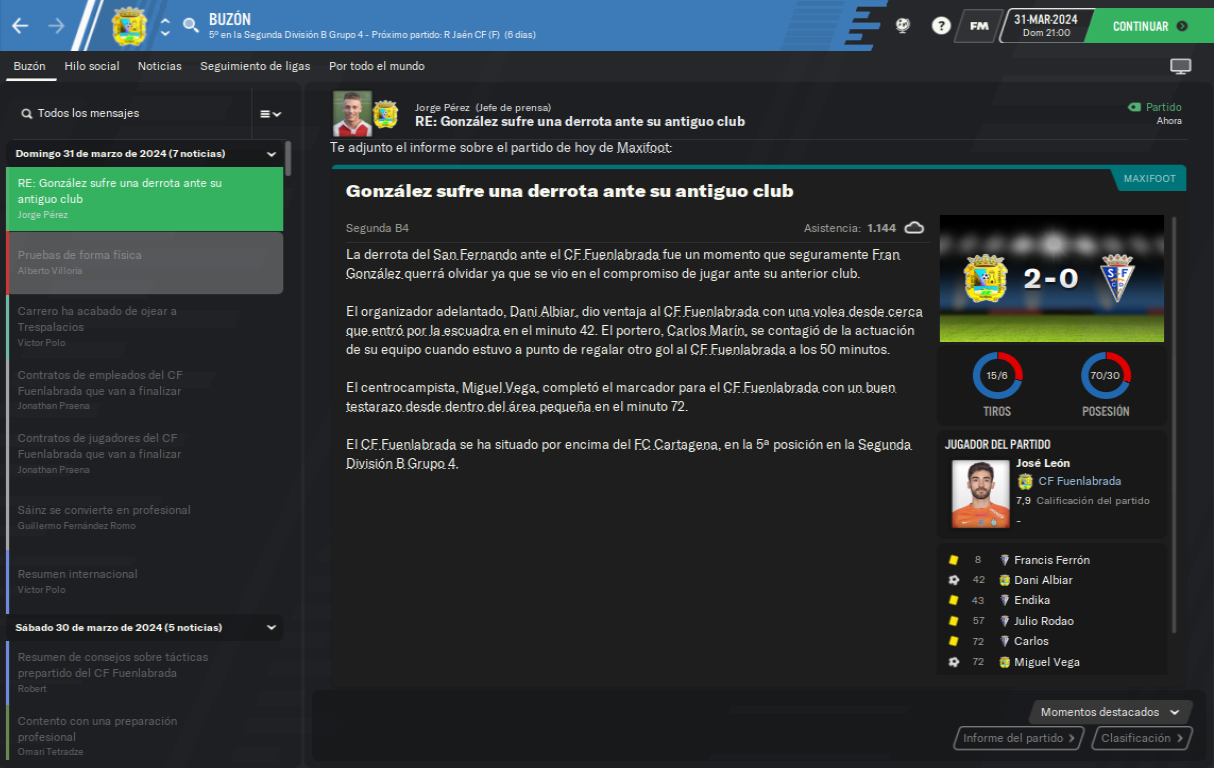 BUZÓN
5º en la Segunda División B Grupo 4 - Próximo partido: R Jaén CF (F) (6 días)
?
FM
31-MAR-2024
Dom 21:00
CONTINUAR
Buzón Hilo social Noticias Seguimiento de ligas Por todo el mundo
Todos los mensajes
Domingo 31 de marzo de 2024 (7 noticias)
RE: González sufre una derrota ante su
antiguo club
Jorge Pérez
Pruebas de forma física
Alberto Villoria
Carrero ha acabado de ojear a
Trespalacios
Víctor Polo
Contratos de empleados del CF
Fuenlabrada que van a finalizar
Jonathan Praena
Contratos de jugadores del CF
Fuenlabrada que van a finalizar
Jonathan Praena
Sáinz se convierte en profesional
Guillermo Fernández Romo
Resumen internacional
Víctor Polo
Sábado 30 de marzo de 2024 (5 noticias)
Resumen de consejos sobre tácticas
prepartido del CF Fuenlabrada
Robert
Contento con una preparación
profesional
Omari Tetradze
Jorge Pérez (Jefe de prensa)
RE: González sufre una derrota ante su antiguo club
Partido
Ahora
Te adjunto el informe sobre el partido de hoy de Maxifoot:
MAXIFOOT
González sufre una derrota ante su antiguo club
Segunda B4 Asistencia: 1.144
La derrota del San Fernando ante el CF Fuenlabrada fue un momento que seguramente Fran
González querrá olvidar ya que se vio en el compromiso de jugar ante su anterior club.
El organizador adelantado, Dani Albiar, dio ventaja al CF Fuenlabrada con una volea desde cerca
que entró por la escuadra en el minuto 42. El portero, Carlos Marín, se contagió de la actuación
de su equipo cuando estuvo a punto de regalar otro gol al CF Fuenlabrada a los 50 minutos.
El centrocampista, Miguel Vega, completó el marcador para el CF Fuenlabrada con un buen
testarazo desde dentro del área pequeña en el minuto 72.
El CF Fuenlabrada se ha situado por encima del FC Cartagena, en la 5ª posición en la Segunda
División B Grupo 4.
2-0
15/6 70/30
TIROS POSESIÓN
JUGADOR DEL PARTIDO
José León
CF Fuenlabrada
7,9 Calificación del partido
-
8 Francis Ferrón
42 Dani Albiar
43 Endika
57 Julio Rodao
72 Carlos
72 Miguel Vega
Momentos destacados
Informe del partido Clasificación